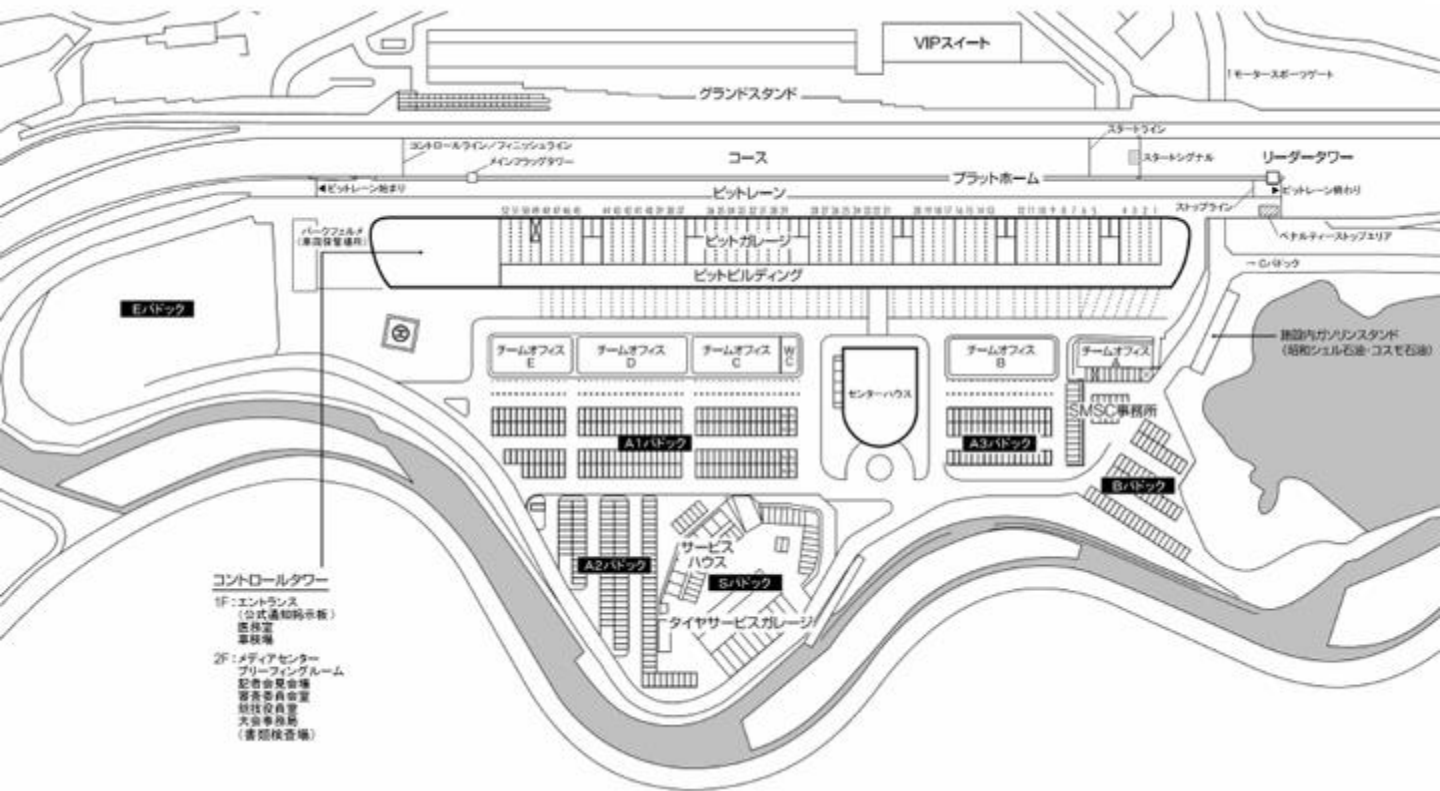 VIPスイート
↑モータースポーツゲート
グランドスタンド
コントロールライン/フィニッシュライン
メインフラッグタワー
コース
スタートライン
スタートシグナル
リーダータワー
◀ピットレーン始まり
ピットレーン
プラットホーム
ストップライン
▶ピットレーン終わり
ペナルティーストップエリア
パークフェルメ
(車両保管場所)
ピットガレージ
ピットビルディング
→Cパドック
Eパドック
チームオフィス
E
チームオフィス
D
チームオフィス
C
WC
センターハウス
チームオフィス
B
チームオフィス
A
施設内ガソリンスタンド
(昭和シェル石油・コスモ石油)
SMSC事務所
A1パドック
A3パドック
Bパドック
A2パドック
サービス
ハウス
Sパドック
タイヤサービスガレージ
コントロールタワー
1F:エントランス
(公式通知掲示板)
医務室
車検場
2F:メディアセンター
ブリーフィングルーム
記者会見会場
審査委員会室
競技役員室
大会事務局
(書類検査場)